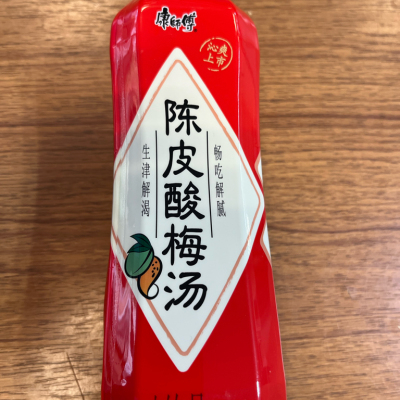 康师傅
沁爽
上市
陈皮酸梅汤
畅吃解腻
生津解渴